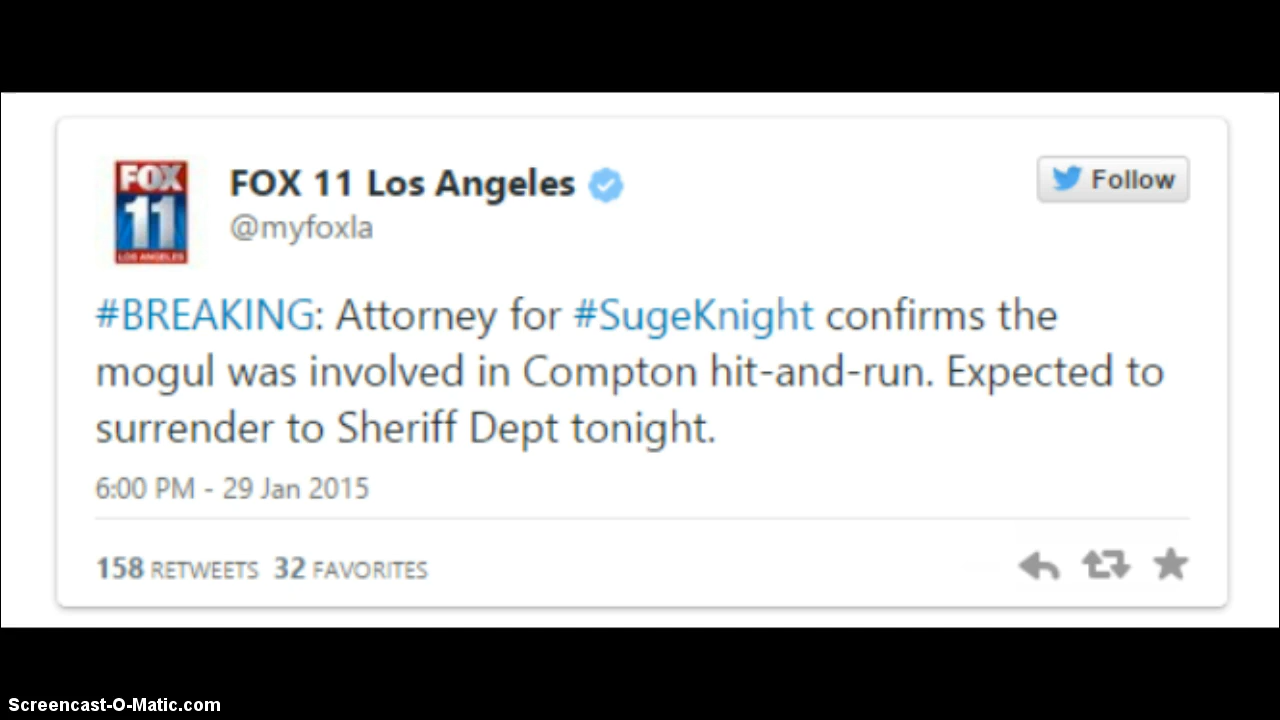 FOX
11
LOS ANGELES
FOX 11 Los Angeles
@myfoxla
Follow
#BREAKING: Attorney for #SugeKnight confirms the
mogul was involved in Compton hit-and-run. Expected to
surrender to Sheriff Dept tonight.
6:00 PM - 29 Jan 2015
158 RETWEETS 32 FAVORITES
Screencast-O-Matic.com